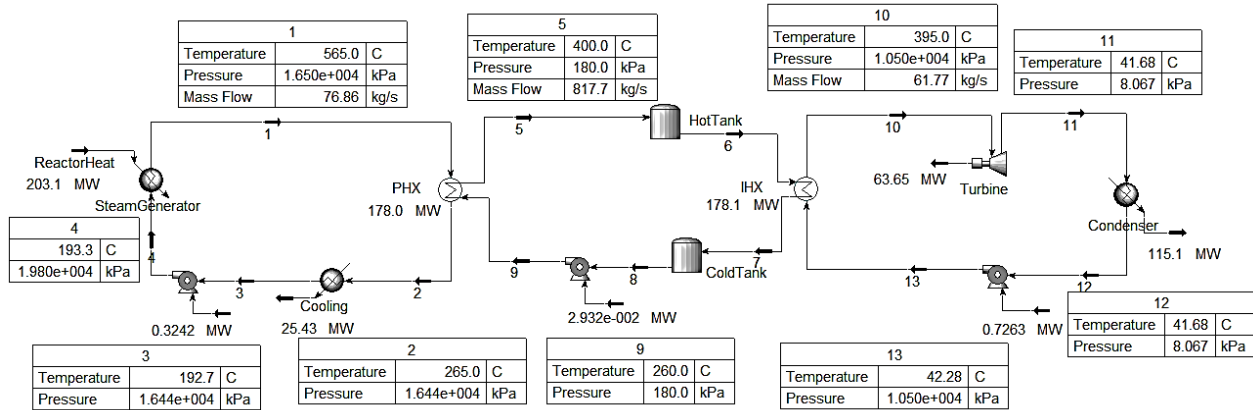 1
Temperature 565.0 C
Pressure 1.650e+004 kPa
Mass Flow 76.86 kg/s
5
Temperature 400.0 C
Pressure 180.0 kPa
Mass Flow 817.7 kg/s
10
Temperature 395.0 C
Pressure 1.050e+004 kPa
Mass Flow 61.77 kg/s
11
Temperature 41.68 C
Pressure 8.067 kPa
1
5
HotTank
6
10
11
ReactorHeat
203.1 MW
SteamGenerator
PHX
178.0 MW
IHX
178.1 MW
63.65 MW
Turbine
Condenser
115.1 MW
4
193.3 C
1.980e+004 kPa
4
3
Cooling
25.43 MW
2
9
8
ColdTank
7
13
12
0.3242 MW
2.932e-002 MW
0.7263 MW
12
Temperature 41.68 C
Pressure 8.067 kPa
3
Temperature 192.7 C
Pressure 1.644e+004 kPa
2
Temperature 265.0 C
Pressure 1.644e+004 kPa
9
Temperature 260.0 C
Pressure 180.0 kPa
13
Temperature 42.28 C
Pressure 1.050e+004 kPa